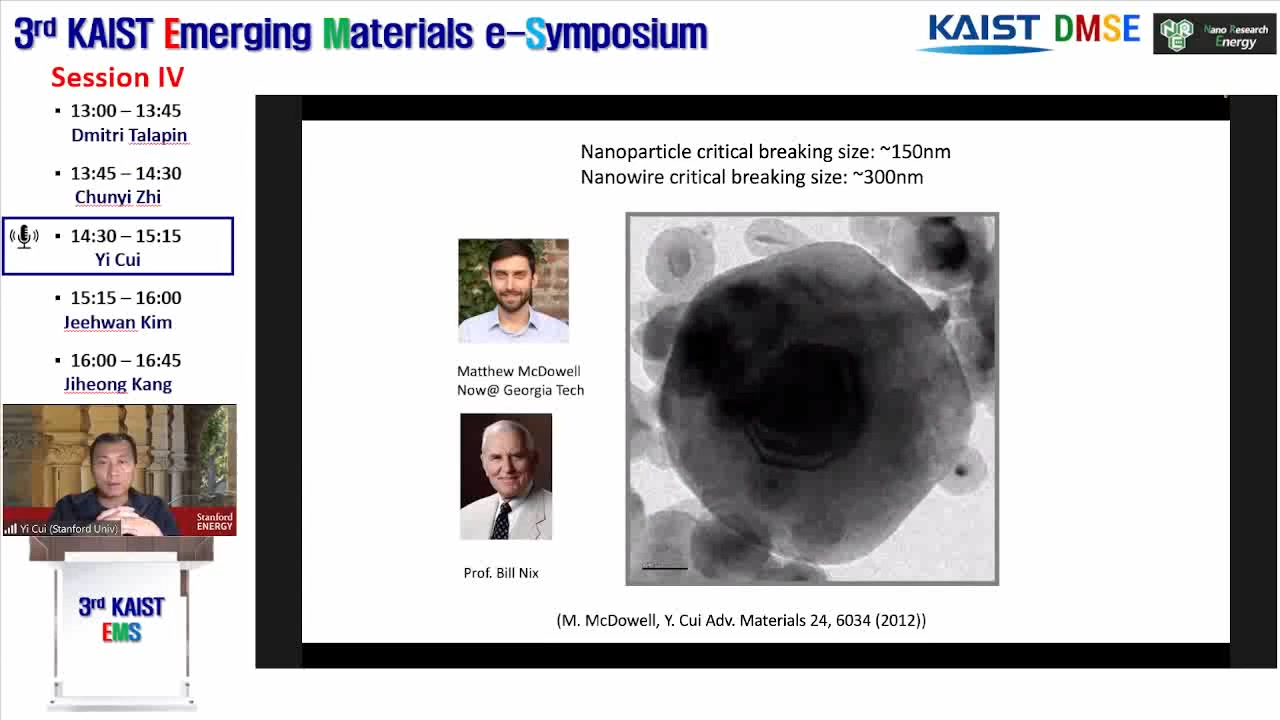 3rd KAIST Emerging Materials e-Symposium
KAIST DMSE
NRE Nano Research
Energy
Session IV
▪ 13:00 – 13:45
Dmitri Talapin
▪ 13:45 – 14:30
Chunyi Zhi
▪ 14:30 – 15:15
Yi Cui
▪ 15:15 – 16:00
Jeehwan Kim
▪ 16:00 – 16:45
Jiheong Kang
Nanoparticle critical breaking size: ~150nm
Nanowire critical breaking size: ~300nm
Matthew McDowell
Now@ Georgia Tech
Prof. Bill Nix
(M. McDowell, Y. Cui Adv. Materials 24, 6034 (2012))
Stanford
ENERGY
Yi Cui (Stanford Univ)
3rd KAIST
EMS